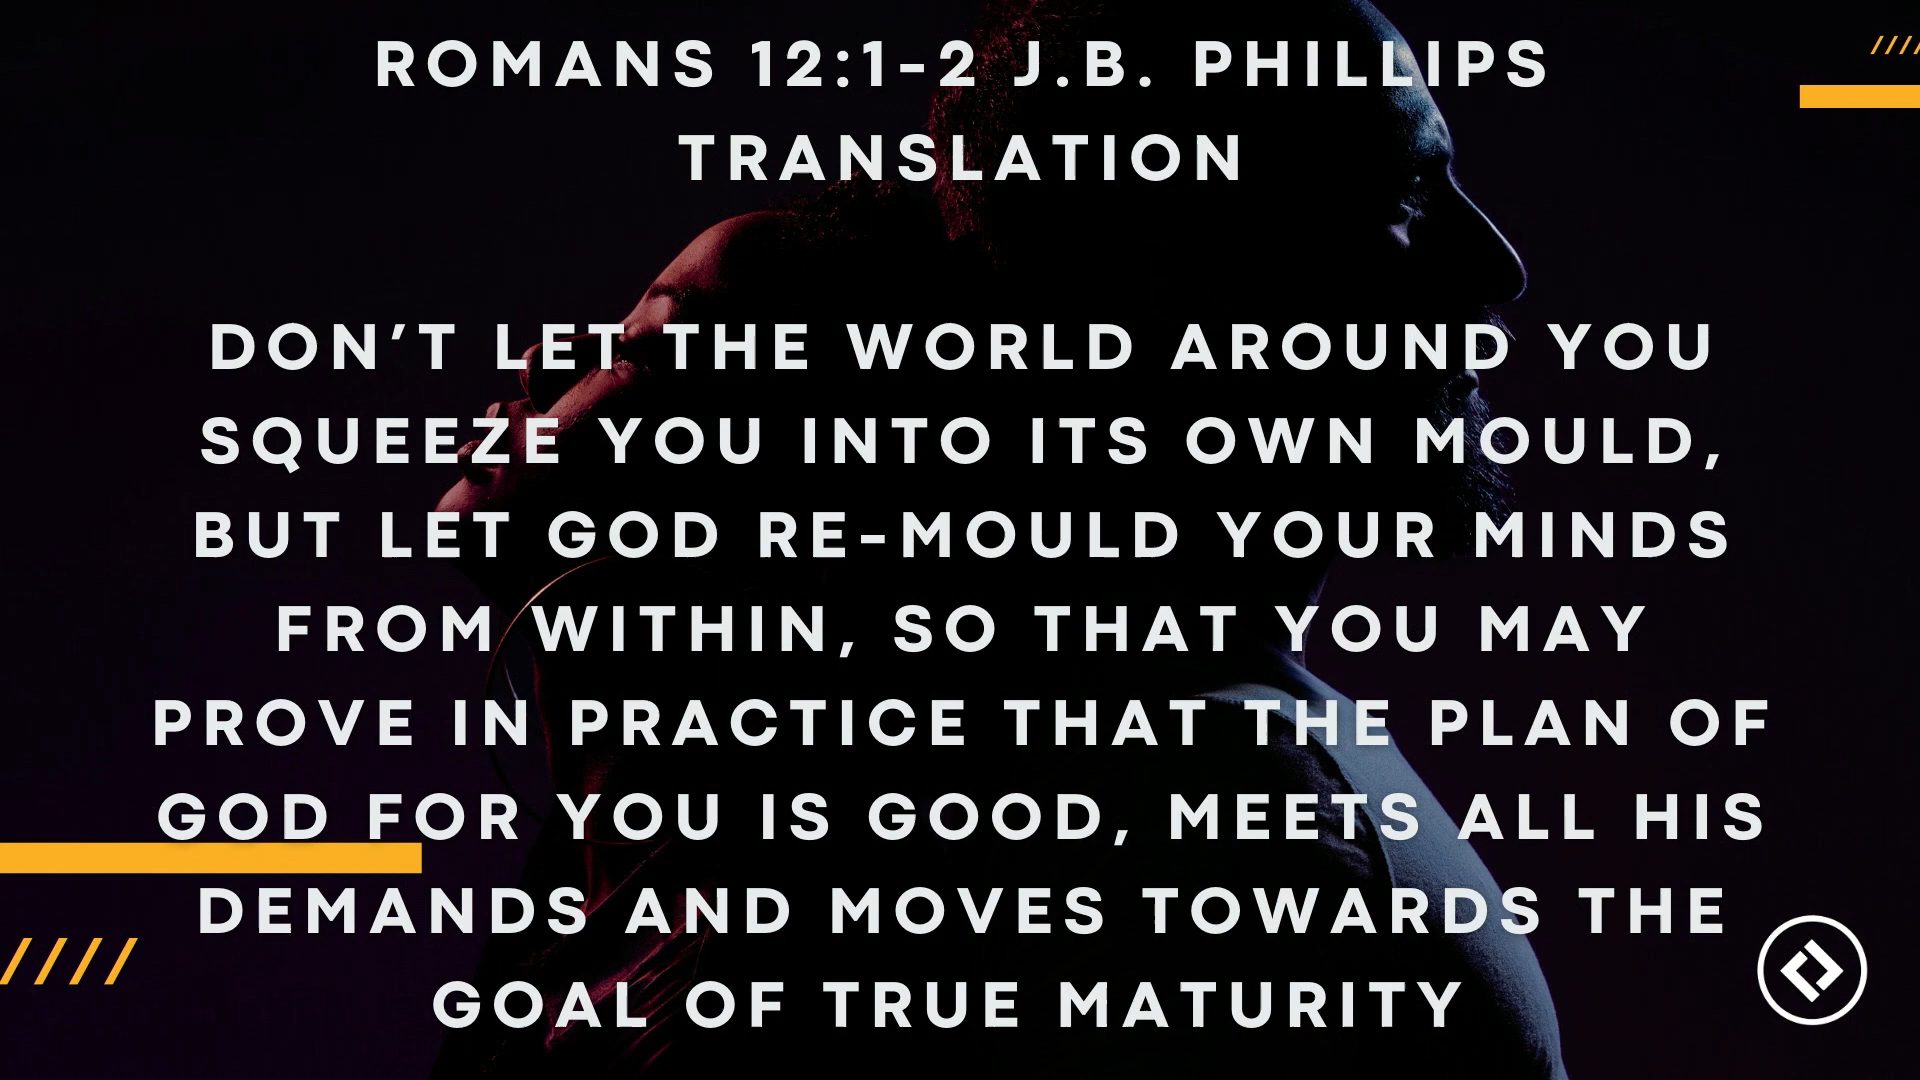 ROMANS 12:1-2 J.B. PHILLIPS
TRANSLATION
DON’T LET THE WORLD AROUND YOU
SQUEEZE YOU INTO ITS OWN MOULD,
BUT LET GOD RE-MOULD YOUR MINDS
FROM WITHIN, SO THAT YOU MAY
PROVE IN PRACTICE THAT THE PLAN OF
GOD FOR YOU IS GOOD, MEETS ALL HIS
DEMANDS AND MOVES TOWARDS THE
GOAL OF TRUE MATURITY